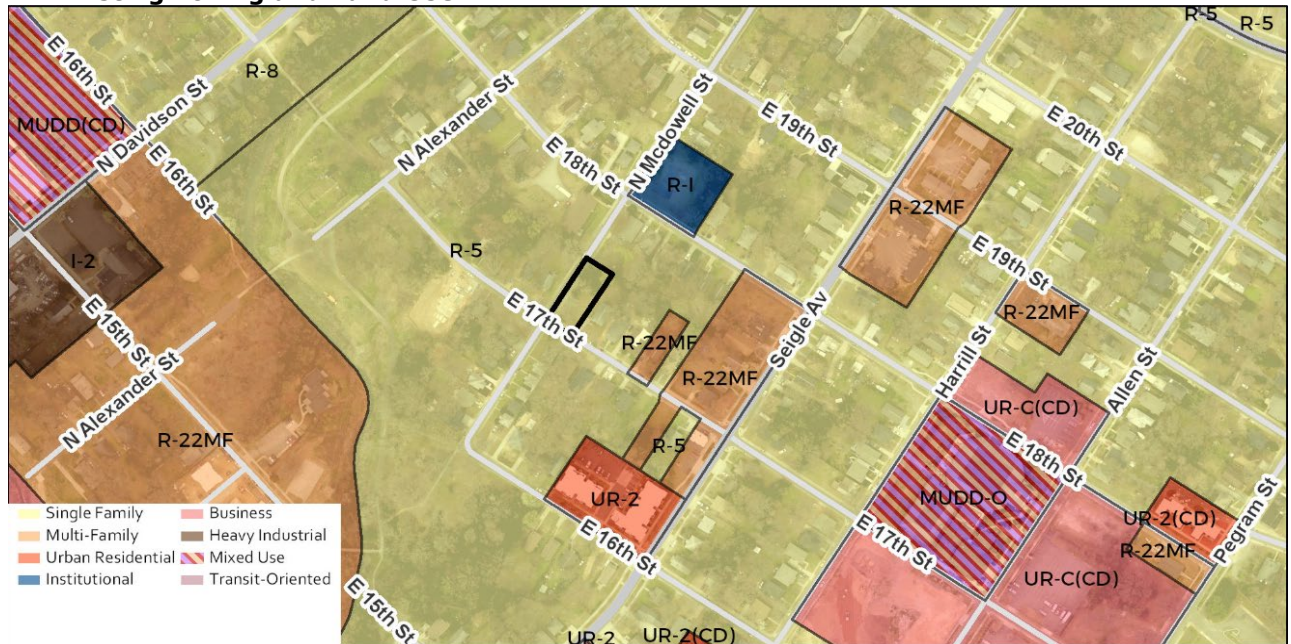 R-5
R-5
E 16th St
R-8
MUDD(CD)
N Davidson St
E 16th St
N Alexander St
N Mcdowell St
E 18th St
E 19th St
E 20th St
R-I
R-22MF
I-2
R-5
E 17th St
E 19th St
R-22MF
E 15th St
R-22MF
R-22MF
Seigle Av
N Alexander St
R-22MF
Harrill St
Allen St
UR-C(CD)
R-5
E 18th St
MUDD-O
UR-2
UR-2(CD)
R-22MF
Pegram St
E 16th St
E 17th St
UR-C(CD)
E 15th St
UR-2
UR-2(CD)
Single Family
Multi-Family
Urban Residential
Institutional
Business
Heavy Industrial
Mixed Use
Transit-Oriented